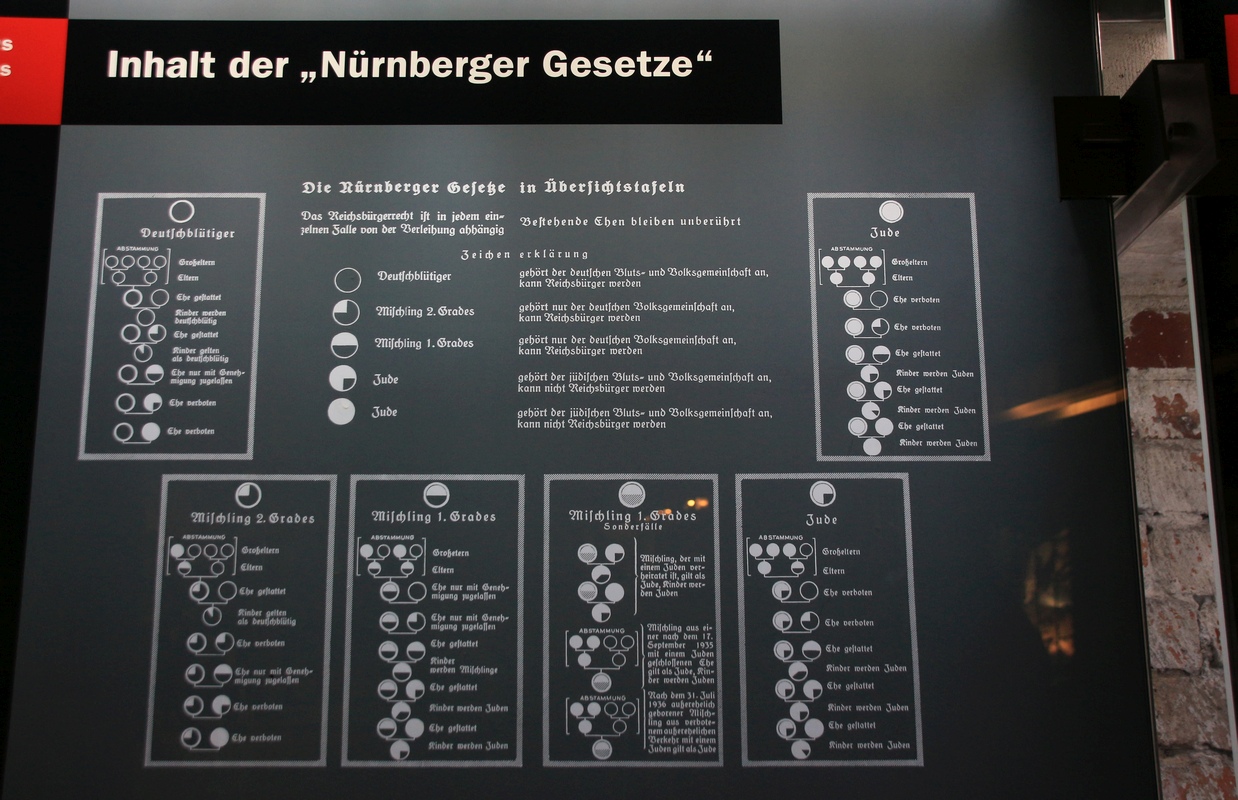 s
s
Inhalt der „Nürnberger Gesetze“
Die Nürnberger Gesetze in Übersichtstafeln
Das Reichsbürgerrecht ist in jedem ein-
zelnen Falle von der Verleihung abhängig
Bestehende Ehen bleiben unberührt
Zeichenerklärung
Deutschblütiger
gehört der deutschen Bluts- und Volksgemeinschaft an,
kann Reichsbürger werden
Mischling 2. Grades
gehört nur der deutschen Volksgemeinschaft an,
kann Reichsbürger werden
Mischling 1. Grades
gehört nur der deutschen Volksgemeinschaft an,
kann Reichsbürger werden
Jude
gehört der jüdischen Bluts- und Volksgemeinschaft an,
kann nicht Reichsbürger werden
Jude
gehört der jüdischen Bluts- und Volksgemeinschaft an,
kann nicht Reichsbürger werden
Deutschblütiger
ABSTAMMUNG
Großeltern
Eltern
Ehe gestattet
Kinder werden
deutschblütig
Ehe gestattet
Kinder gelten
als deutschblütig
Ehe nur mit Geneh-
migung zugelassen
Ehe verboten
Ehe verboten
Jude
ABSTAMMUNG
Großeltern
Eltern
Ehe verboten
Ehe verboten
Ehe gestattet
Kinder werden Juden
Ehe gestattet
Kinder werden Juden
Ehe gestattet
Kinder werden Juden
Mischling 2. Grades
ABSTAMMUNG
Großeltern
Eltern
Ehe gestattet
Kinder gelten
als deutschblütig
Ehe verboten
Ehe nur mit Geneh-
migung zugelassen
Ehe verboten
Ehe verboten
Mischling 1. Grades
ABSTAMMUNG
Großetern
Eltern
Ehe nur mit Geneh-
migung zugelassen
Ehe nur mit Geneh-
migung zugelassen
Ehe gestattet
Kinder
werden Mischlinge
Ehe gestattet
Kinder werden Juden
Ehe gestattet
Kinder werden Juden
Mischling 1. Grades
Sonderfälle
Mischling, der mit
einem Juden ver-
heiratet ist, gilt als
Jude, Kinder wer-
den Juden
ABSTAMMUNG
Mischling aus ei-
ner nach dem 17.
September 1935
mit einem Juden
geschlossenen Ehe
gilt als Jude, Kin-
der werden Juden
ABSTAMMUNG
Nach dem 31. Juli
1936 außerehelich
geborener Misch-
ling aus verbote-
nem außerehelichen
Verkehr mit einem
Juden gilt als Jude
Jude
ABSTAMMUNG
Großeltern
Eltern
Ehe verboten
Ehe verboten
Ehe gestattet
Kinder werden Juden
Ehe gestattet
Kinder werden Juden
Ehe gestattet
Kinder werden Juden